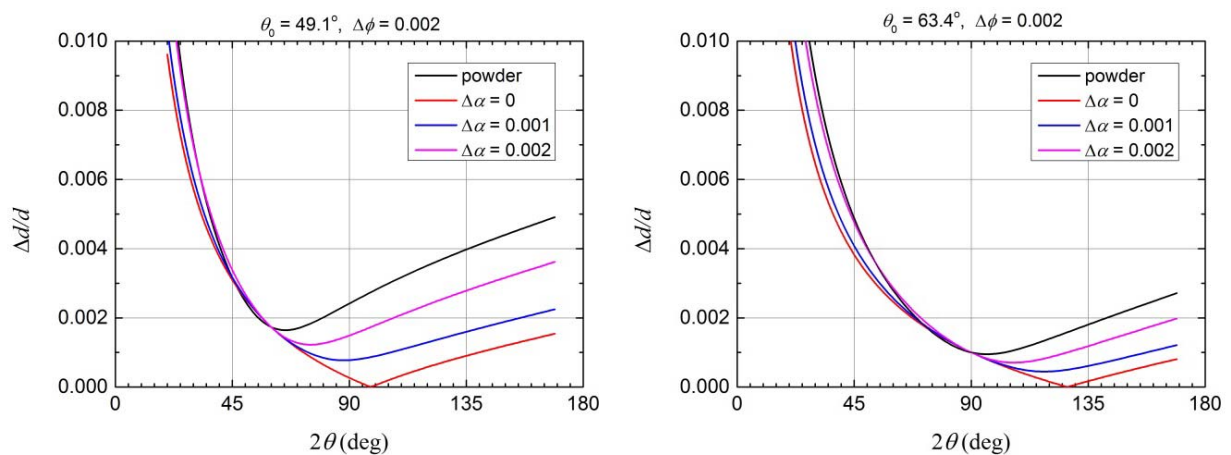 θ₀ = 49.1°, Δϕ = 0.002
0.010
0.008
0.006
0.004
0.002
0.000
Δd/d
powder
Δα = 0
Δα = 0.001
Δα = 0.002
0 45 90 135 180
2θ (deg)
θ₀ = 63.4°, Δϕ = 0.002
0.010
0.008
0.006
0.004
0.002
0.000
Δd/d
powder
Δα = 0
Δα = 0.001
Δα = 0.002
0 45 90 135 180
2θ (deg)